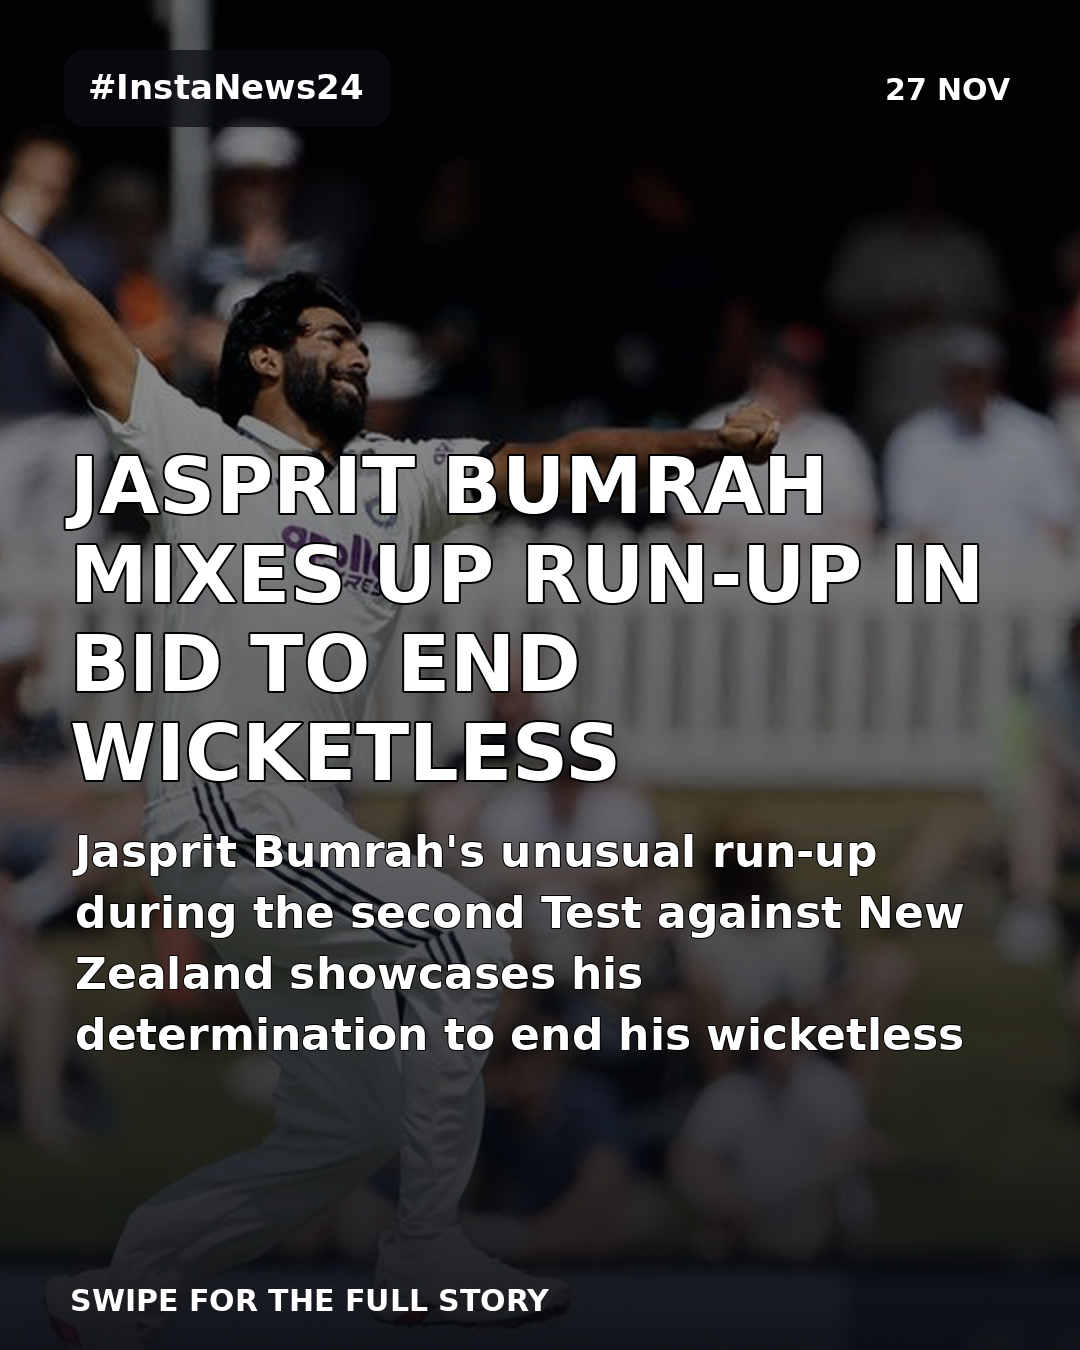 #InstaNews24
27 NOV
JASPRIT BUMRAH
MIXES UP RUN-UP IN
BID TO END
WICKETLESS
Jasprit Bumrah's unusual run-up
during the second Test against New
Zealand showcases his
determination to end his wicketless
SWIPE FOR THE FULL STORY